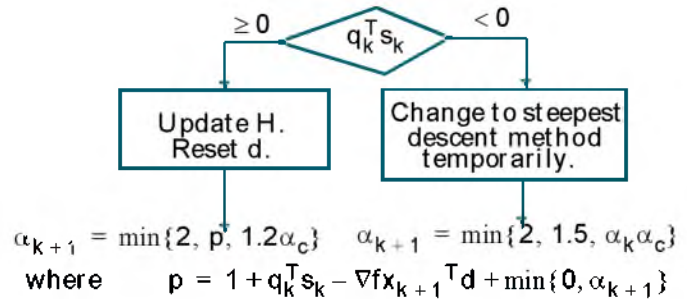 ≥ 0
q_k^T s_k
< 0
Update H.
Reset d.
Change to steepest
descent method
temporarily.
α_{k+1} = min{2, p, 1.2α_c}
α_{k+1} = min{2, 1.5, α_kα_c}
where p = 1 + q_k^T s_k − ∇fx_{k+1}^T d + min{0, α_{k+1}}